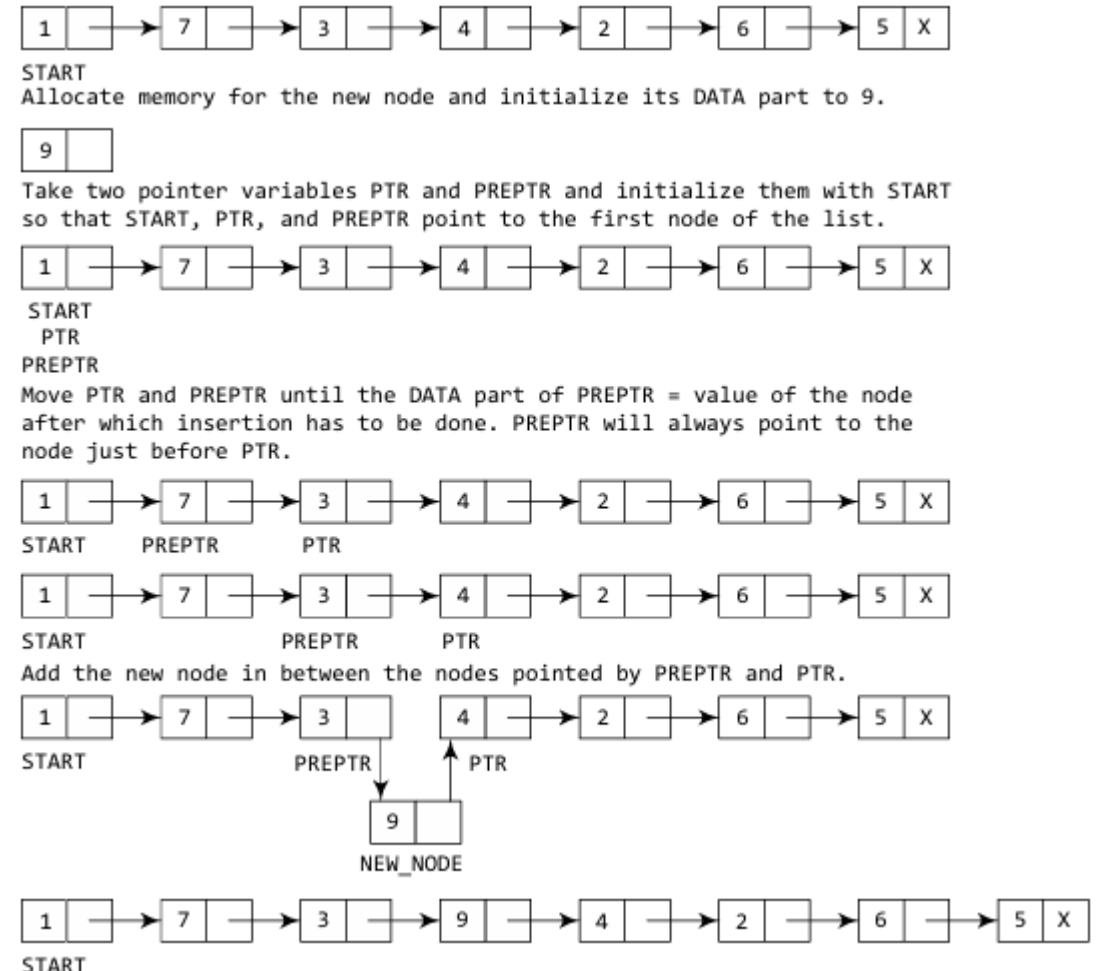 1 7 3 4 2 6 5 X
START
Allocate memory for the new node and initialize its DATA part to 9.
9
Take two pointer variables PTR and PREPTR and initialize them with START
so that START, PTR, and PREPTR point to the first node of the list.
1 7 3 4 2 6 5 X
START
PTR
PREPTR
Move PTR and PREPTR until the DATA part of PREPTR = value of the node
after which insertion has to be done. PREPTR will always point to the
node just before PTR.
1 7 3 4 2 6 5 X
START PREPTR PTR
1 7 3 4 2 6 5 X
START PREPTR PTR
Add the new node in between the nodes pointed by PREPTR and PTR.
1 7 3 4 2 6 5 X
START PREPTR PTR
9
NEW_NODE
1 7 3 9 4 2 6 5 X
START